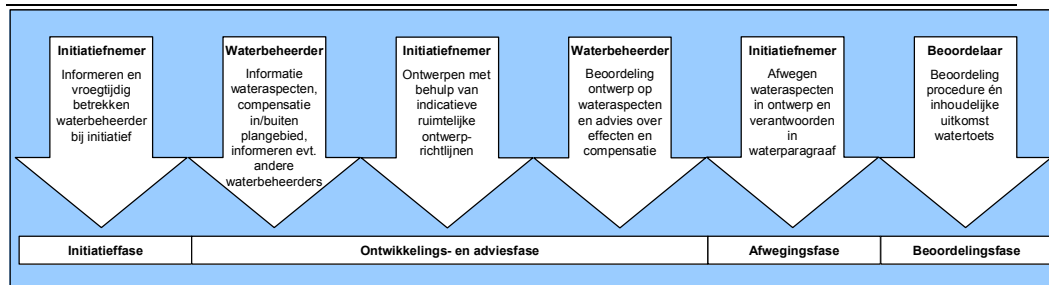 Initiatiefnemer
Informeren en
vroegtijdig
betrekken
waterbeheerder
bij initiatief
Waterbeheerder
Informatie
wateraspecten,
compensatie
in/buiten
plangebied,
informeren evt.
andere
waterbeheerders
Initiatiefnemer
Ontwerpen met
behulp van
indicatieve
ruimtelijke
ontwerp-
richtlijnen
Waterbeheerder
Beoordeling
ontwerp op
wateraspecten
en advies over
effecten en
compensatie
Initiatiefnemer
Afwegen
wateraspecten
in ontwerp en
verantwoorden
in
waterparagraaf
Beoordelaar
Beoordeling
procedure én
inhoudelijke
uitkomst
watertoets
Initiatieffase
Ontwikkelings- en adviesfase
Afwegingsfase
Beoordelingsfase